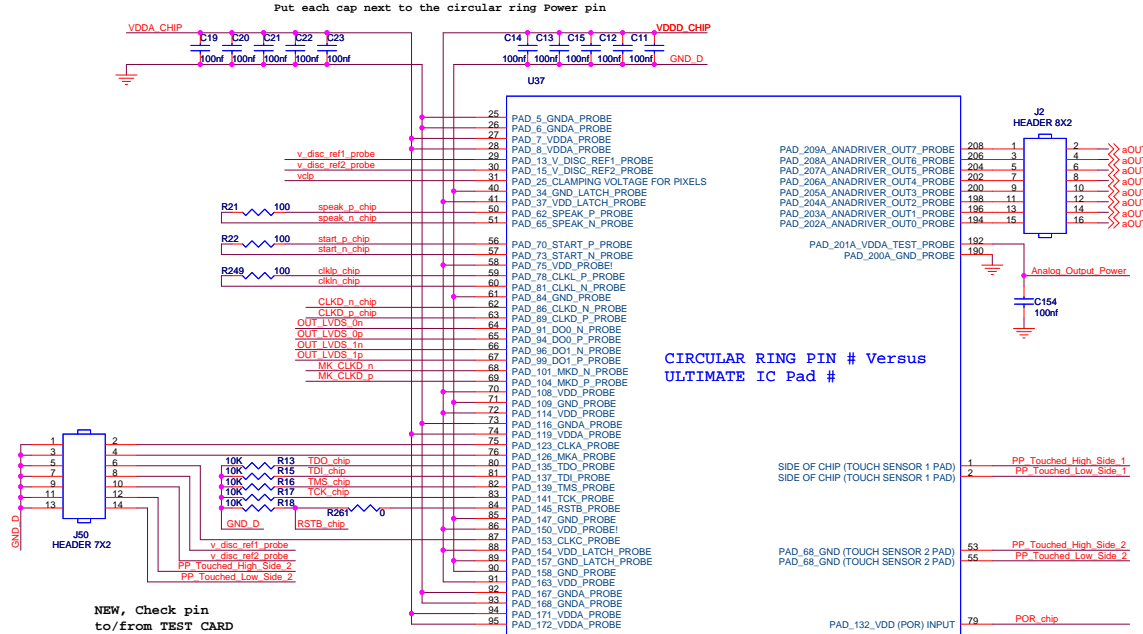 Put each cap next to the circular ring Power pin
VDDA_CHIP
VDDD_CHIP
C19 C20 C21 C22 C23
100nf 100nf 100nf 100nf 100nf
C14 C13 C15 C12 C11
100nf 100nf 100nf 100nf 100nf
GND_D
U37
25 PAD_5_GNDA_PROBE
26 PAD_6_GNDA_PROBE
27 PAD_7_VDDA_PROBE
28 PAD_8_VDDA_PROBE
v_disc_ref1_probe 29 PAD_13_V_DISC_REF1_PROBE
v_disc_ref2_probe 30 PAD_15_V_DISC_REF2_PROBE
vclp 31 PAD_25_CLAMPING VOLTAGE FOR PIXELS
40 PAD_34_GND_LATCH_PROBE
41 PAD_37_VDD_LATCH_PROBE
R21 100 speak_p_chip 50 PAD_62_SPEAK_P_PROBE
speak_n_chip 51 PAD_65_SPEAK_N_PROBE
R22 100 start_p_chip 56 PAD_70_START_P_PROBE
start_n_chip 57 PAD_73_START_N_PROBE
58 PAD_75_VDD_PROBE!
R249 100 clklp_chip 59 PAD_78_CLKL_P_PROBE
clkln_chip 60 PAD_81_CLKL_N_PROBE
61 PAD_84_GND_PROBE
CLKD_n_chip 62 PAD_86_CLKD_N_PROBE
CLKD_p_chip 63 PAD_89_CLKD_P_PROBE
OUT_LVDS_0n 64 PAD_91_DO0_N_PROBE
OUT_LVDS_0p 65 PAD_94_DO0_P_PROBE
OUT_LVDS_1n 66 PAD_96_DO1_N_PROBE
OUT_LVDS_1p 67 PAD_99_DO1_P_PROBE
MK_CLKD_n 68 PAD_101_MKD_N_PROBE
MK_CLKD_p 69 PAD_104_MKD_P_PROBE
70 PAD_108_VDD_PROBE
71 PAD_109_GND_PROBE
72 PAD_114_VDD_PROBE
73 PAD_116_GNDA_PROBE
74 PAD_119_VDDA_PROBE
75 PAD_123_CLKA_PROBE
76 PAD_126_MKA_PROBE
10K R13 TDO_chip 80 PAD_135_TDO_PROBE
10K R15 TDI_chip 81 PAD_137_TDI_PROBE
10K R16 TMS_chip 82 PAD_139_TMS_PROBE
10K R17 TCK_chip 83 PAD_141_TCK_PROBE
10K R18 R261 0 84 PAD_145_RSTB_PROBE
GND_D RSTB_chip
85 PAD_147_GND_PROBE
86 PAD_150_VDD_PROBE!
87 PAD_153_CLKC_PROBE
88 PAD_154_VDD_LATCH_PROBE
89 PAD_157_GND_LATCH_PROBE
90 PAD_158_GND_PROBE
91 PAD_163_VDD_PROBE
92 PAD_167_GNDA_PROBE
93 PAD_168_GNDA_PROBE
94 PAD_171_VDDA_PROBE
95 PAD_172_VDDA_PROBE
1 2
3 4
5 6
7 8
9 10
11 12
13 14
GND_D
J50
HEADER 7X2
v_disc_ref1_probe
v_disc_ref2_probe
PP_Touched_High_Side_2
PP_Touched_Low_Side_2
NEW, Check pin
to/from TEST CARD
CIRCULAR RING PIN # Versus
ULTIMATE IC Pad #
J2
HEADER 8X2
PAD_209A_ANADRIVER_OUT7_PROBE 208 1 2 aOUT
PAD_208A_ANADRIVER_OUT6_PROBE 206 3 4 aOUT
PAD_207A_ANADRIVER_OUT5_PROBE 204 5 6 aOUT
PAD_206A_ANADRIVER_OUT4_PROBE 202 7 8 aOUT
PAD_205A_ANADRIVER_OUT3_PROBE 200 9 10 aOUT
PAD_204A_ANADRIVER_OUT2_PROBE 198 11 12 aOUT
PAD_203A_ANADRIVER_OUT1_PROBE 196 13 14 aOUT
PAD_202A_ANADRIVER_OUT0_PROBE 194 15 16 aOUT
PAD_201A_VDDA_TEST_PROBE 192
PAD_200A_GND_PROBE 190
Analog_Output_Power
C154
100nf
SIDE OF CHIP (TOUCH SENSOR 1 PAD) 1 PP_Touched_High_Side_1
SIDE OF CHIP (TOUCH SENSOR 1 PAD) 2 PP_Touched_Low_Side_1
PAD_68_GND (TOUCH SENSOR 2 PAD) 53 PP_Touched_High_Side_2
PAD_68_GND (TOUCH SENSOR 2 PAD) 55 PP_Touched_Low_Side_2
PAD_132_VDD (POR) INPUT 79 POR_chip